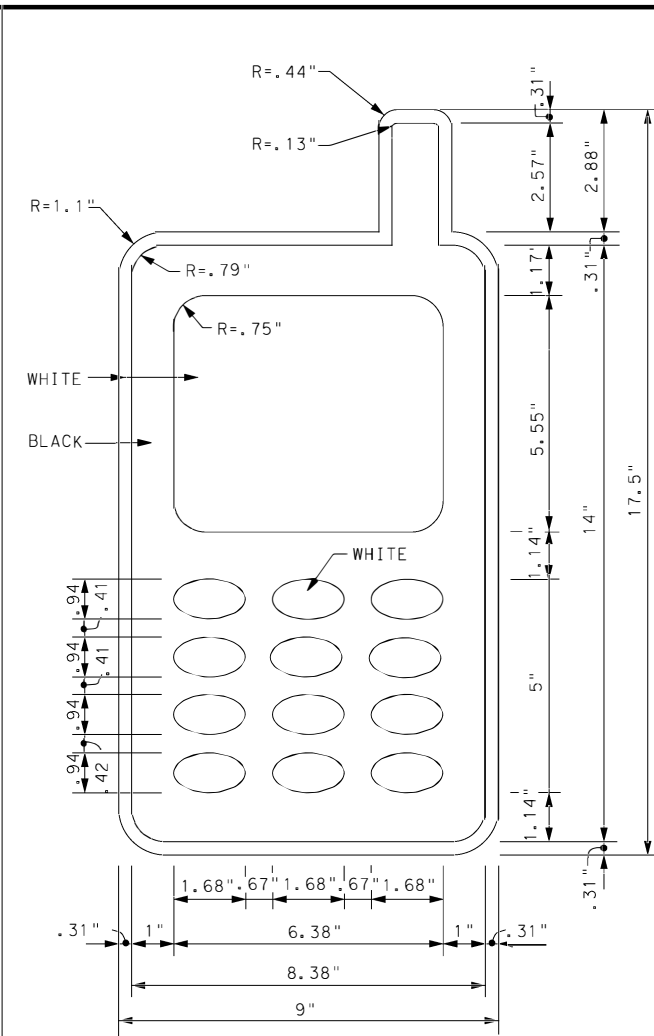 R=.44"
.31"
R=.13"
2.57"
2.88"
R=1.1"
.31"
R=.79"
1.17'
R=.75"
WHITE
5.55"
BLACK
17.5"
14"
1.14"
WHITE
.94
.41
.94
.41
5"
.94
.94
.42
1.14"
1.68" .67" 1.68" .67" 1.68"
.31"
.31" 1" 6.38" 1" .31"
8.38"
9"